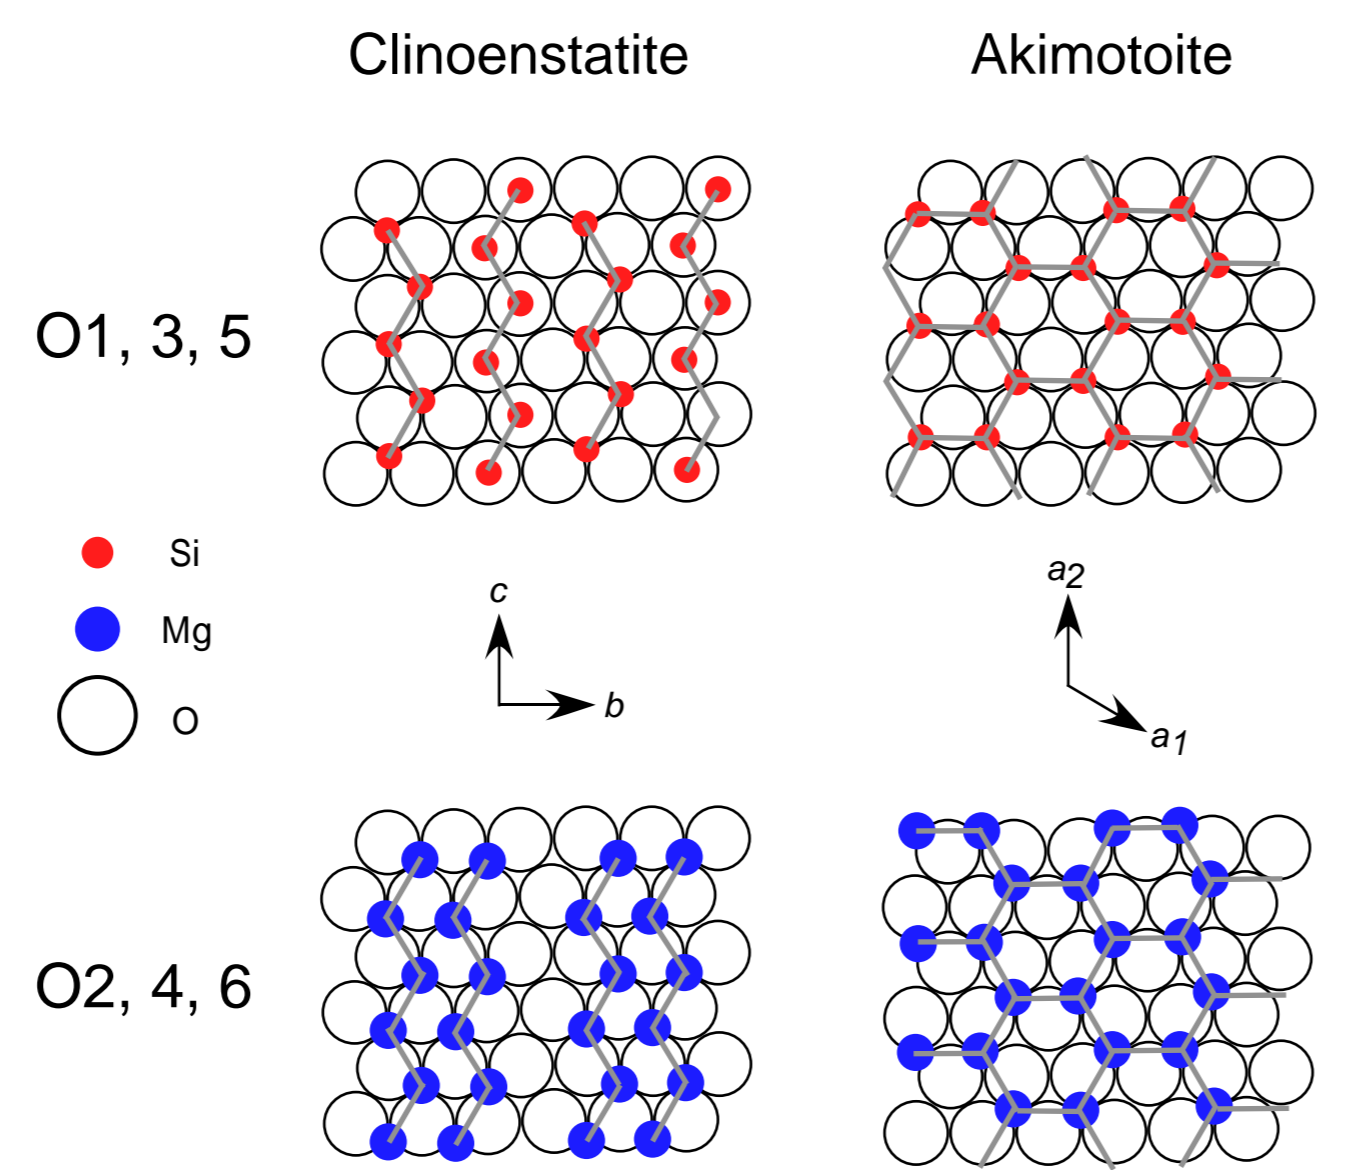 Clinoenstatite
Akimotoite
O1, 3, 5
Si
Mg
O
c
b
a2
a1
O2, 4, 6